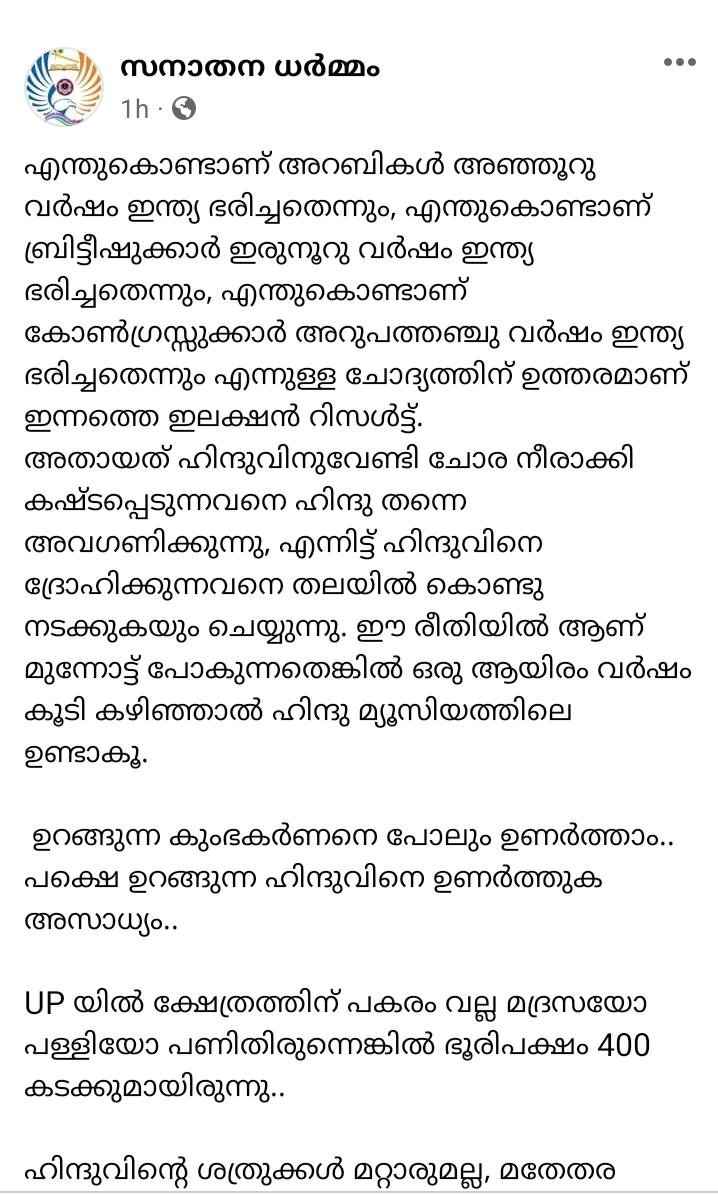 സനാതന ധർമ്മം
1h ·
എന്തുകൊണ്ടാണ് അറബികൾ അഞ്ഞൂറു
വർഷം ഇന്ത്യ ഭരിച്ചതെന്നും, എന്തുകൊണ്ടാണ്
ബ്രിട്ടീഷുക്കാർ ഇരുനൂറു വർഷം ഇന്ത്യ
ഭരിച്ചതെന്നും, എന്തുകൊണ്ടാണ്
കോൺഗ്രസ്സുക്കാർ അറുപത്തഞ്ചു വർഷം ഇന്ത്യ
ഭരിച്ചതെന്നും എന്നുള്ള ചോദ്യത്തിന് ഉത്തരമാണ്
ഇന്നത്തെ ഇലക്ഷൻ റിസൾട്ട്.
അതായത് ഹിന്ദുവിനുവേണ്ടി ചോര നീരാക്കി
കഷ്ടപ്പെടുന്നവനെ ഹിന്ദു തന്നെ
അവഗണിക്കുന്നു, എന്നിട്ട് ഹിന്ദുവിനെ
ദ്രോഹിക്കുന്നവനെ തലയിൽ കൊണ്ടു
നടക്കുകയും ചെയ്യുന്നു. ഈ രീതിയിൽ ആണ്
മുന്നോട്ട് പോകുന്നതെങ്കിൽ ഒരു ആയിരം വർഷം
കൂടി കഴിഞ്ഞാൽ ഹിന്ദു മ്യൂസിയത്തിലെ
ഉണ്ടാകൂ.
ഉറങ്ങുന്ന കുംഭകർണനെ പോലും ഉണർത്താം..
പക്ഷെ ഉറങ്ങുന്ന ഹിന്ദുവിനെ ഉണർത്തുക
അസാധ്യം..
UP യിൽ ക്ഷേത്രത്തിന് പകരം വല്ല മദ്രസയോ
പള്ളിയോ പണിതിരുന്നെങ്കിൽ ഭൂരിപക്ഷം 400
കടക്കുമായിരുന്നു..
ഹിന്ദുവിന്റെ ശത്രുക്കൾ മറ്റാരുമല്ല, മതേതര